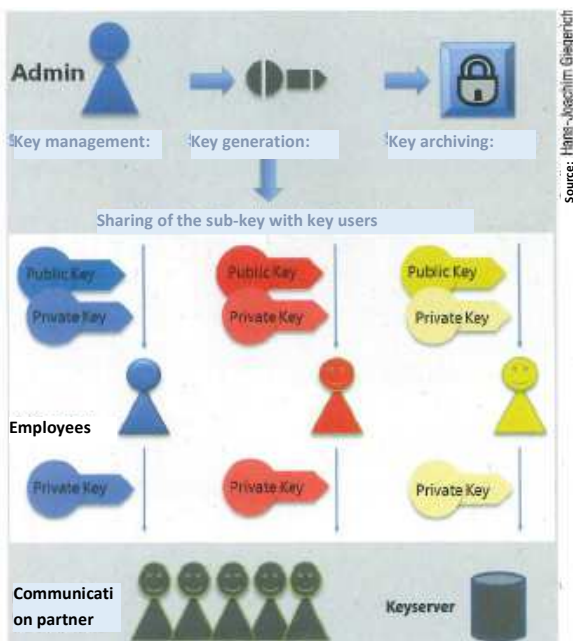 Admin
Key management:
Key generation:
Key archiving:
Source: Hans-Joachim Giegerich
Sharing of the sub-key with key users
Public Key
Public Key
Public Key
Private Key
Private Key
Private Key
Employees
Private Key
Private Key
Private Key
Communicati
on partner
Keyserver